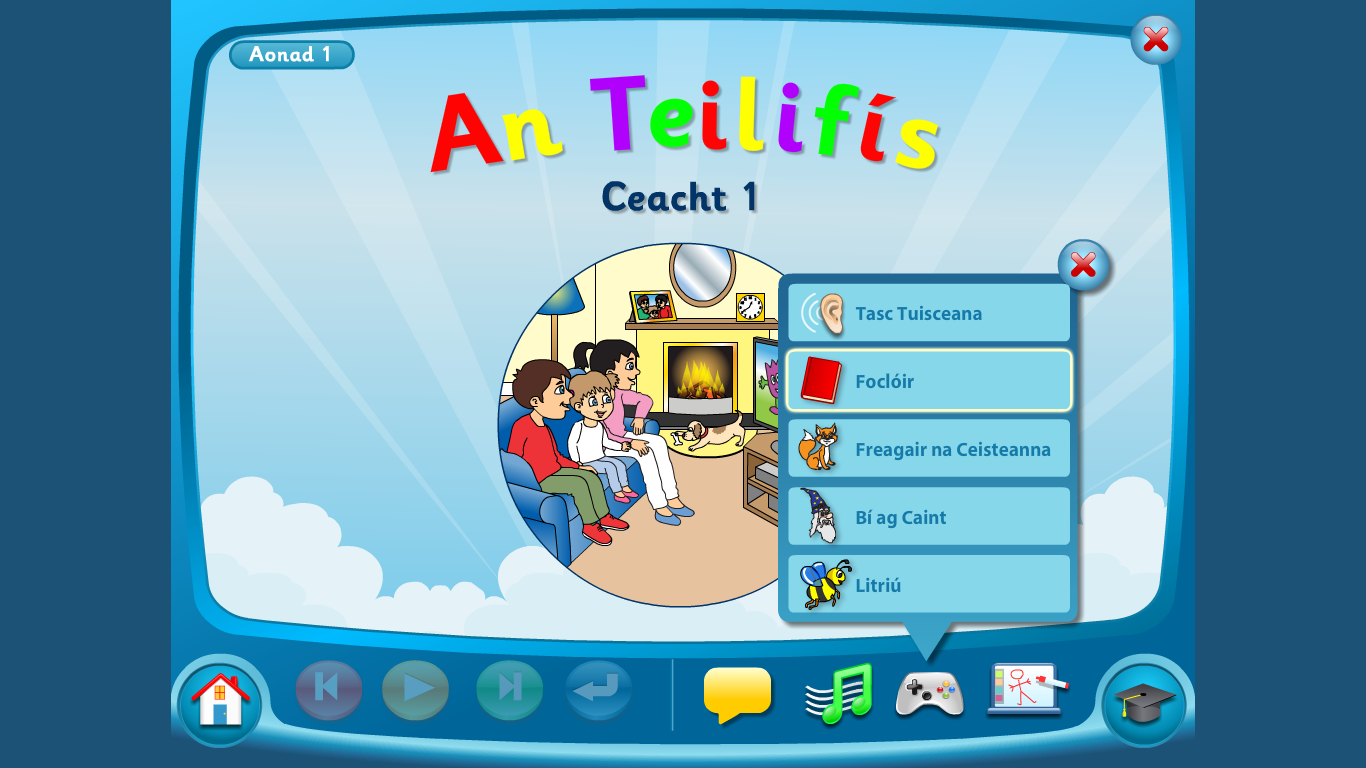 Aonad 1
An Teilifís
Ceacht 1
Tasc Tuisceana
Foclóir
Freagair na Ceisteanna
Bí ag Caint
Litriú